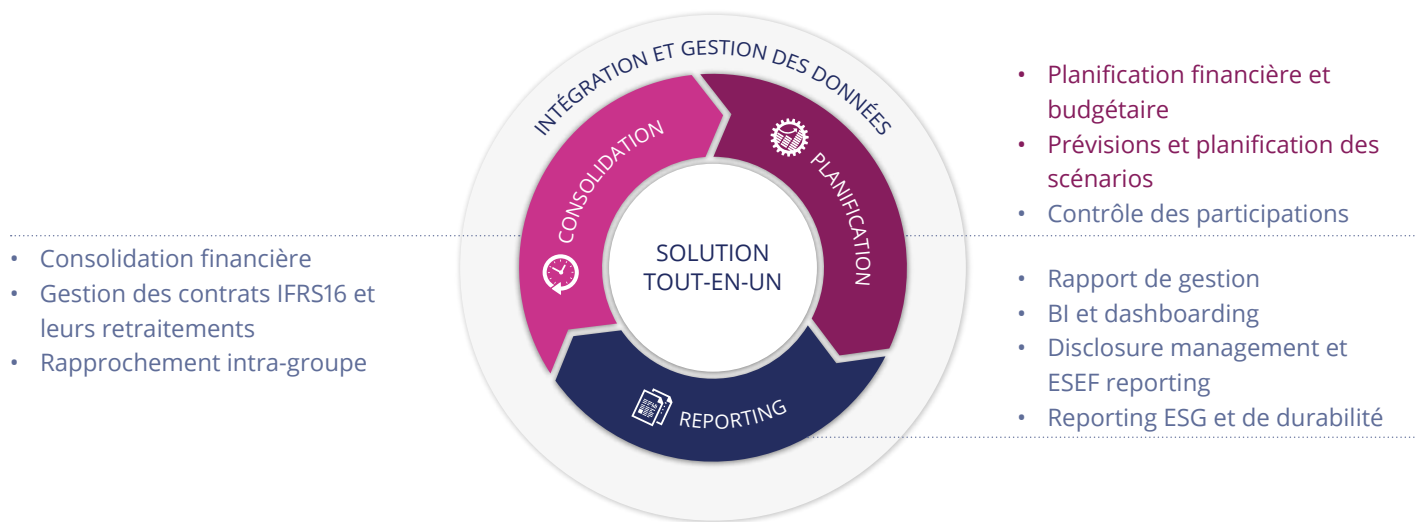 INTÉGRATION ET GESTION DES DONNÉES
CONSOLIDATION
PLANIFICATION
REPORTING
SOLUTION
TOUT-EN-UN
• Consolidation financière
• Gestion des contrats IFRS16 et
leurs retraitements
• Rapprochement intra-groupe
• Planification financière et
budgétaire
• Prévisions et planification des
scénarios
• Contrôle des participations
• Rapport de gestion
• BI et dashboarding
• Disclosure management et
ESEF reporting
• Reporting ESG et de durabilité